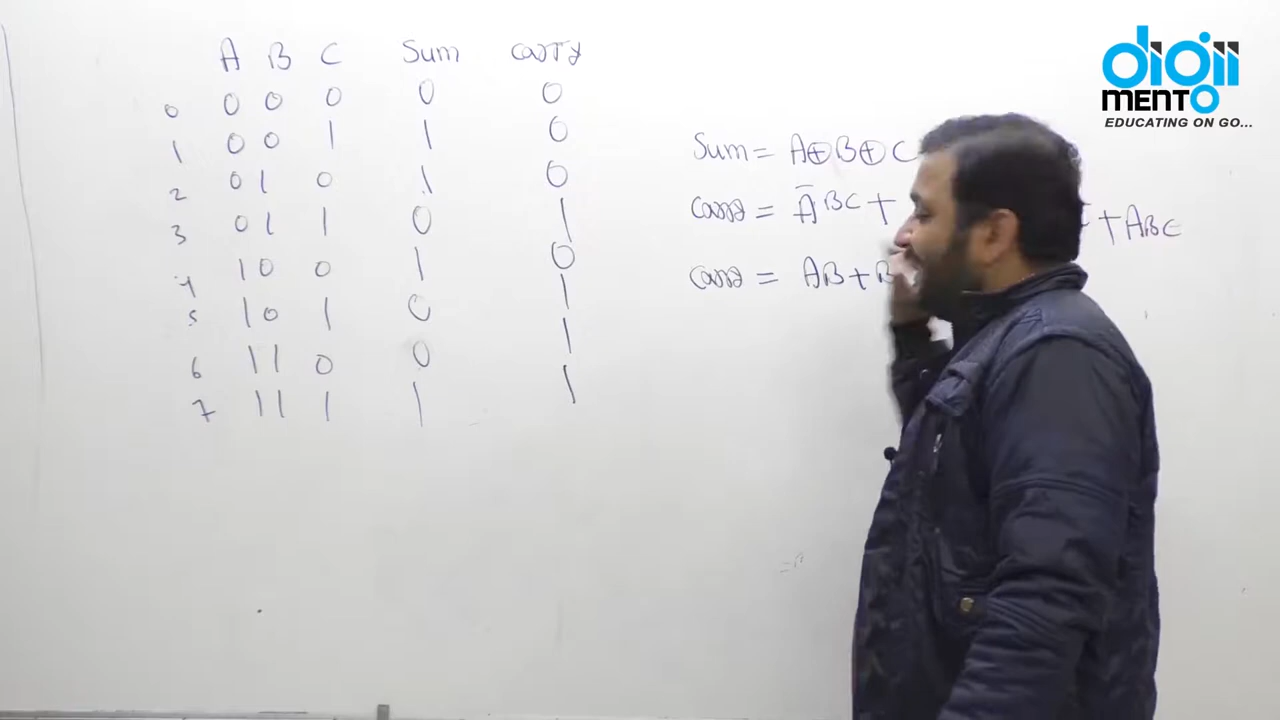 A B C Sum carry
0 0 0 0 0 0
1 0 0 1 1 0
2 0 1 0 1 0
3 0 1 1 0 1
4 1 0 0 1 0
5 1 0 1 0 1
6 1 1 0 0 1
7 1 1 1 1 1
Sum = A⊕B⊕C
carry = A̅BC + + ABC
carry = AB + B
digiiMENTO
EDUCATING ON GO...